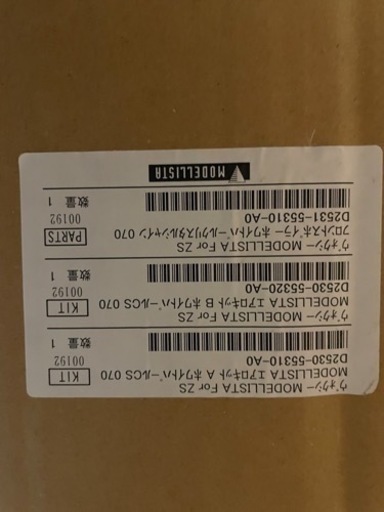 ヴォクシー MODELLISTA For ZS
MODELLISTA エアロキット A ホワイトパールCS 070
D2530-55310-A0
KIT
00192
数量 1
ヴォクシー MODELLISTA For ZS
MODELLISTA エアロキット B ホワイトパールCS 070
D2530-55320-A0
KIT
00192
数量 1
ヴォクシー MODELLISTA For ZS
フロントスポイラー ホワイトパールクリスタルシャイン 070
D2531-55310-A0
PARTS
00192
数量 1
MODELLISTA